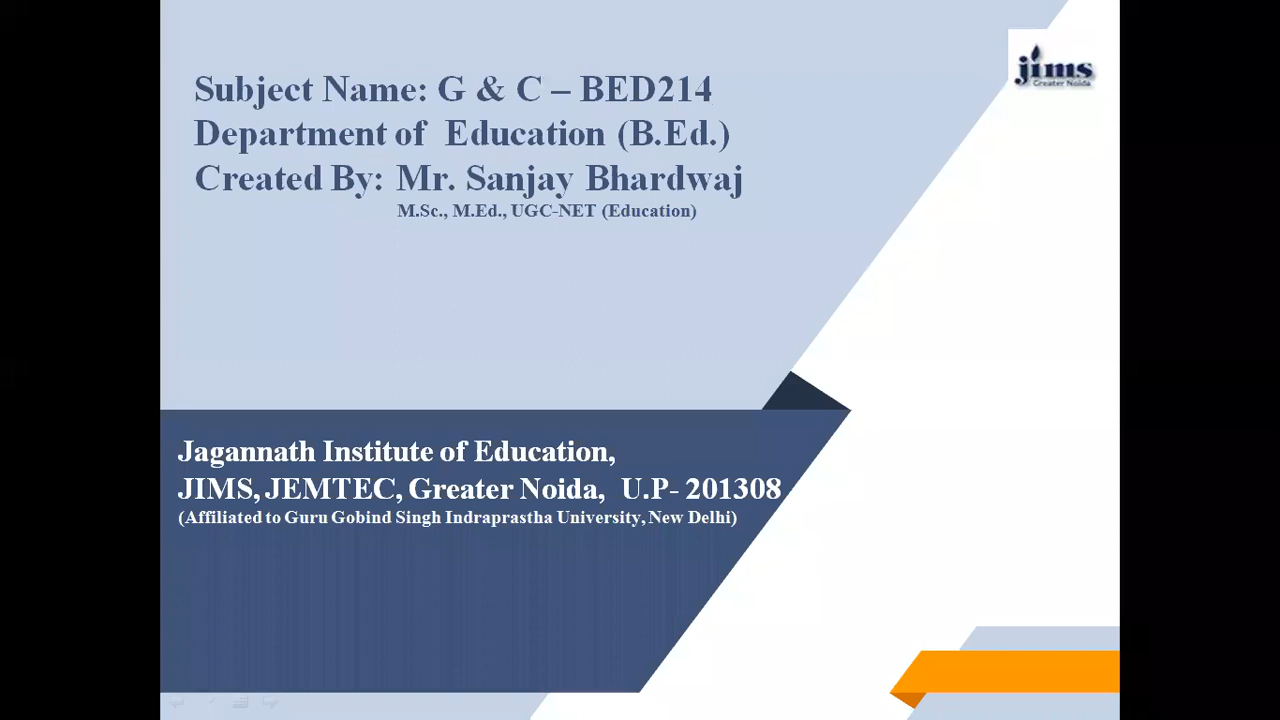 jims
Greater Noida
Subject Name: G & C – BED214
Department of Education (B.Ed.)
Created By: Mr. Sanjay Bhardwaj
M.Sc., M.Ed., UGC-NET (Education)
Jagannath Institute of Education,
JIMS, JEMTEC, Greater Noida, U.P- 201308
(Affiliated to Guru Gobind Singh Indraprastha University, New Delhi)